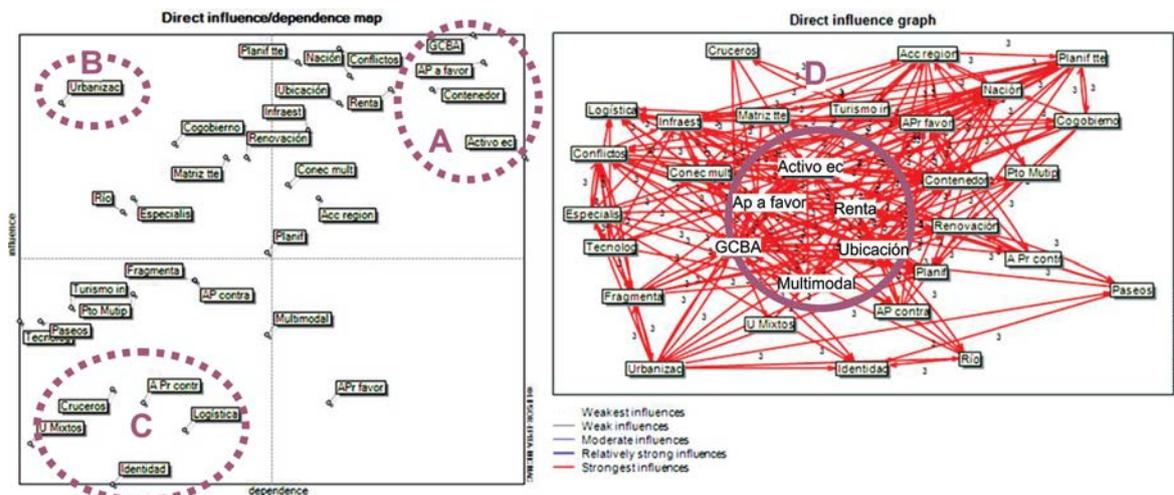 Direct influence/dependence map
influence
B
Urbanizac
Planif tte
Nación
Conflictos
GCBA
AP a favor
Contenedor
A
Activo ec
Ubicación
Renta
Infraest
Cogobierno
Renovación
Matriz tte
Conec mult
Río
Especialis
Acc region
Planif
Fragmenta
Turismo in
AP contra
Pto Mutip
Paseos
Tecnolog
Multimodal
A Pr contr
APr favor
Cruceros
C
Logística
U Mixtos
Identidad
dependence
Direct influence graph
Cruceros
3
Acc region
Planif tte
D
Nación
Logística
Infraest
Matriz tte
Turismo in
APr favor
Cogobierno
Conflictos
Conec mult
Activo ec
Contenedor
Pto Mutip
Especialis
Ap a favor
Renta
Renovación
Tecnolog
GCBA
Ubicación
Planif
A Pr contr
Fragmenta
Multimodal
Paseos
AP contra
U Mixtos
Urbanizac
Identidad
Río
Weakest influences
Weak influences
Moderate influences
Relatively strong influences
Strongest influences